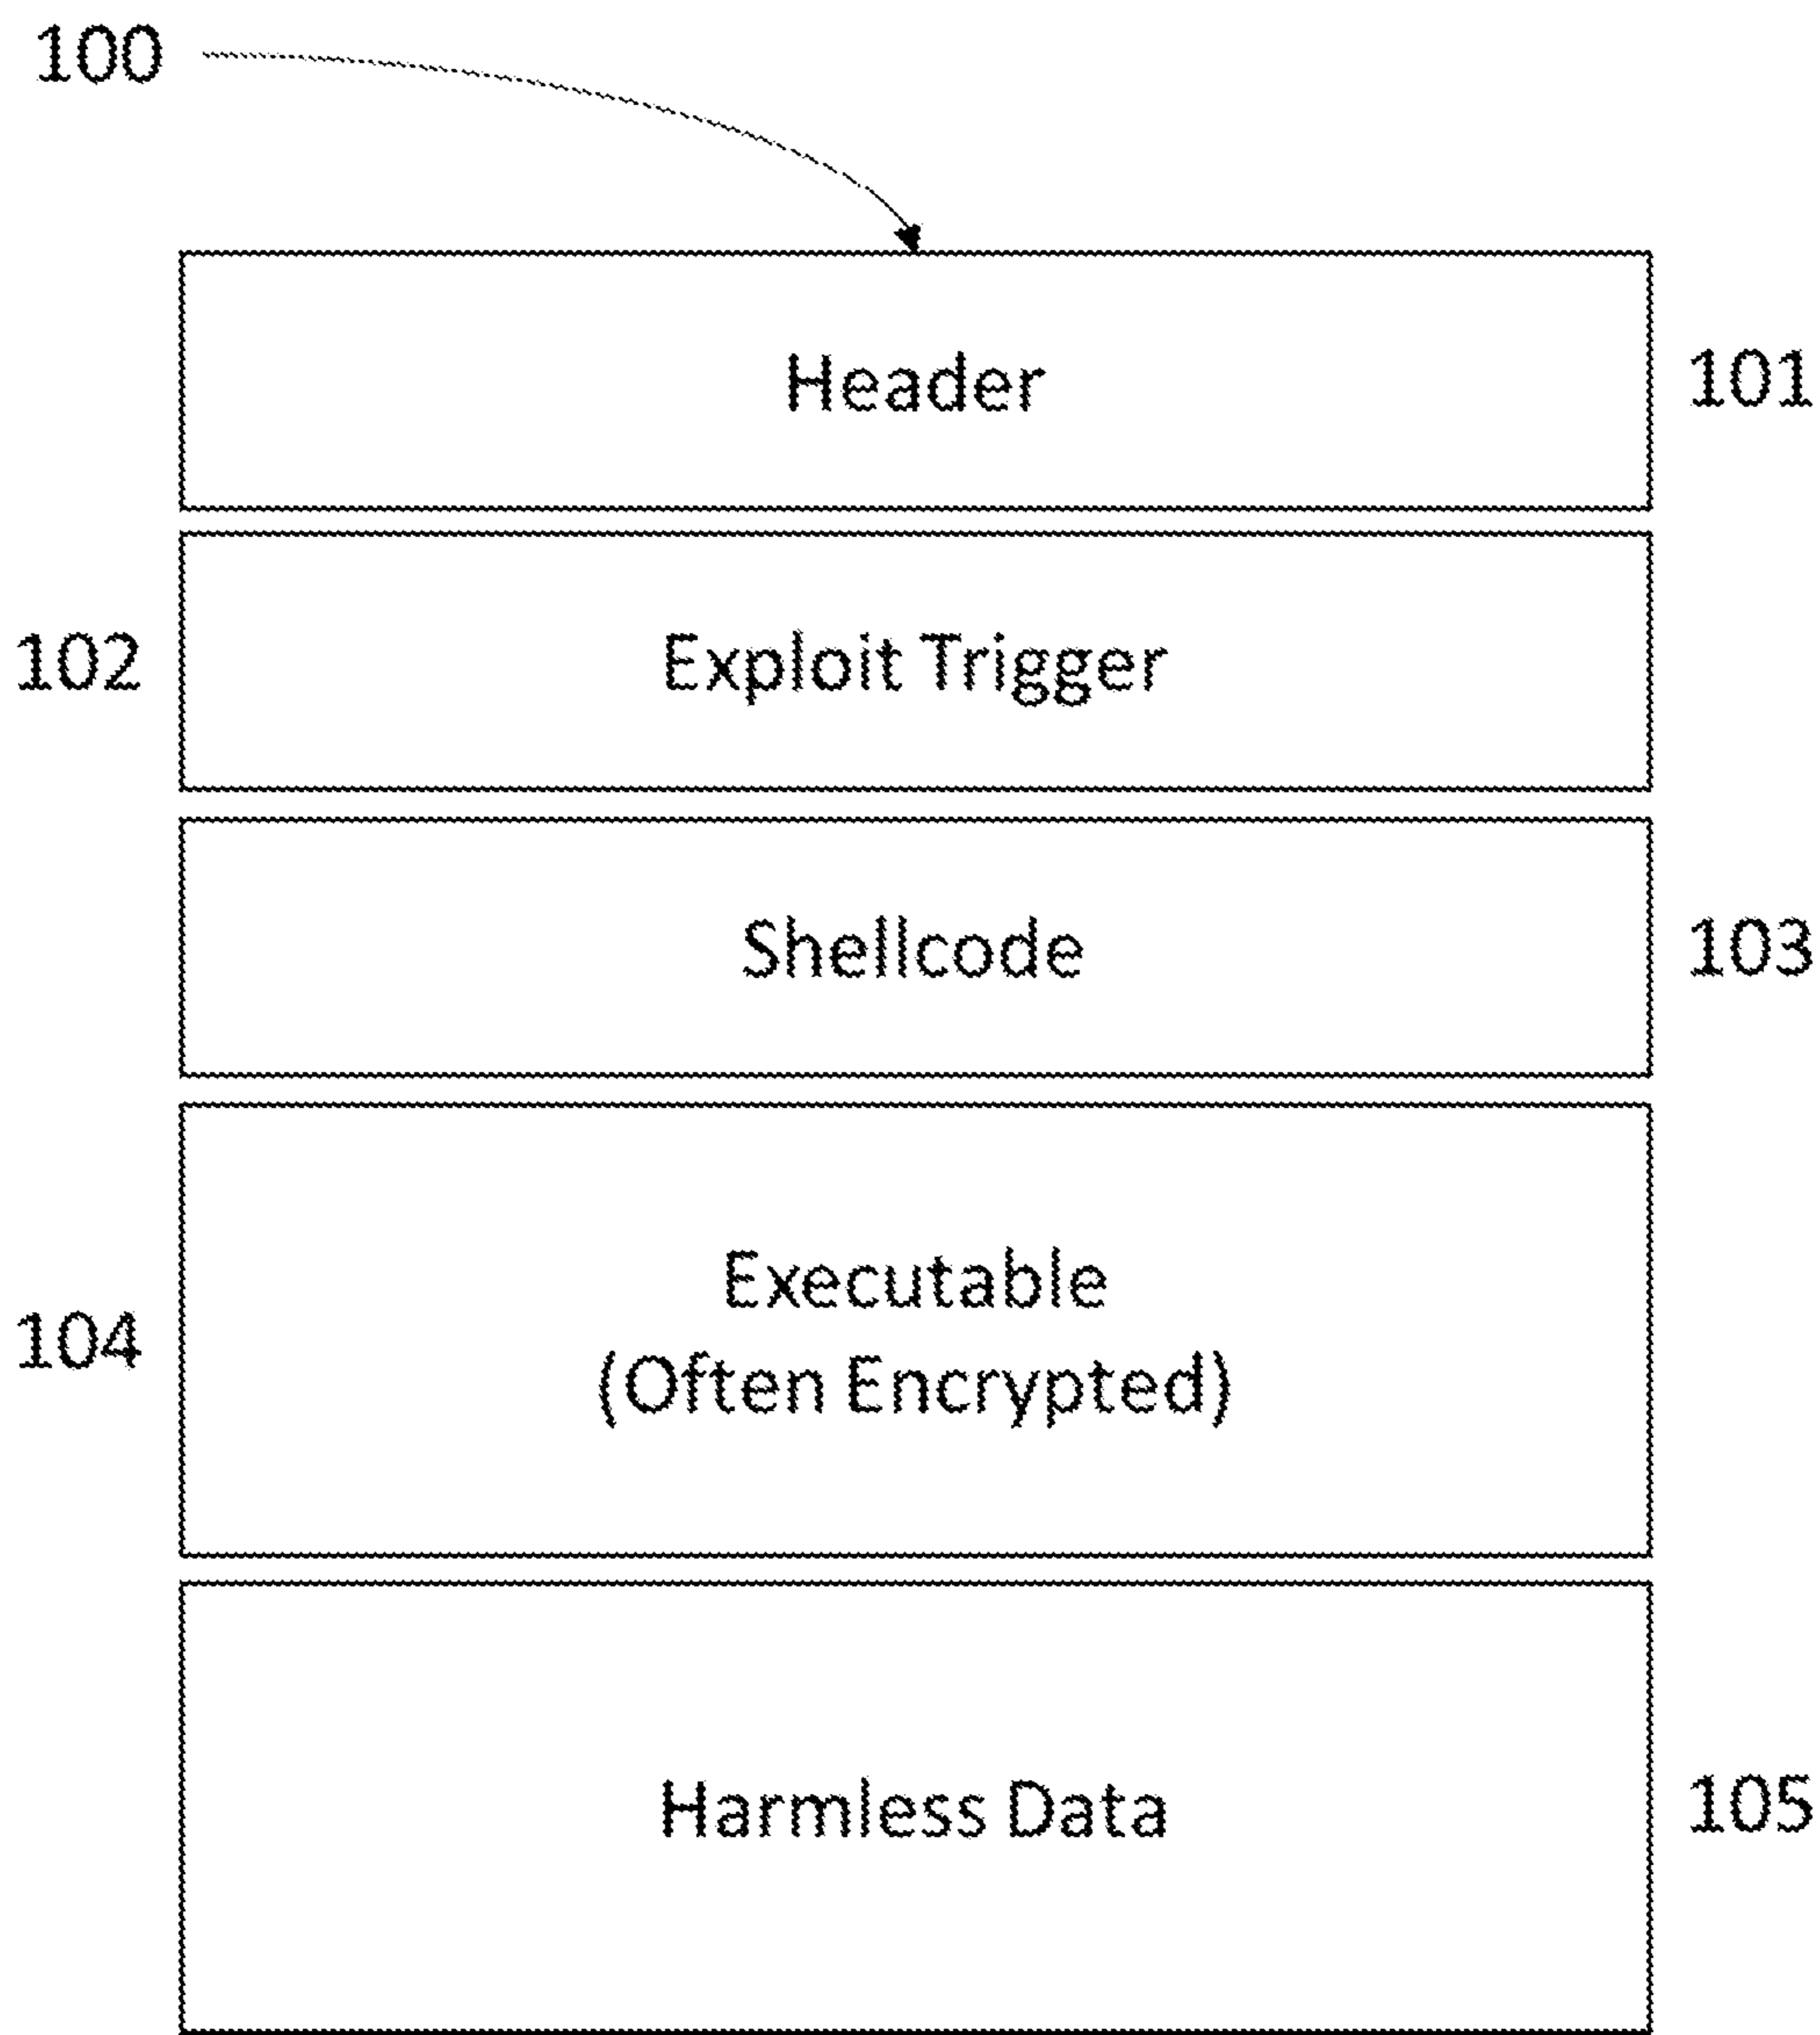 100
Header
101
102
Exploit Trigger
Shellcode
103
Executable
104
(Often Encrypted)
Harmless Data
105